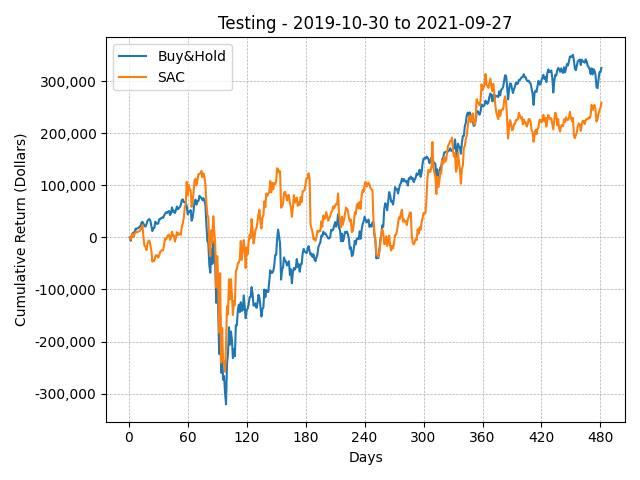 Testing - 2019-10-30 to 2021-09-27
Buy&Hold
SAC
Cumulative Return (Dollars)
300,000
200,000
100,000
0
-100,000
-200,000
-300,000
0 60 120 180 240 300 360 420 480
Days